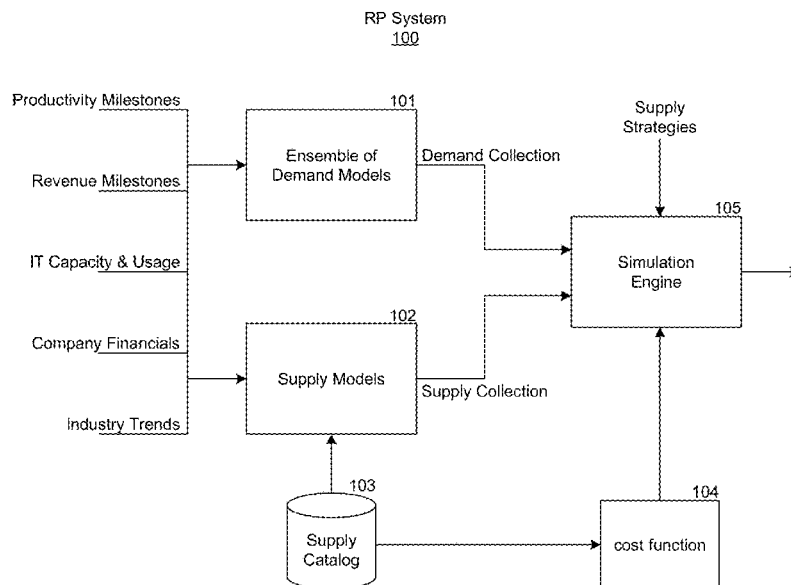 RP System
100
Productivity Milestones
101
Supply
Strategies
Ensemble of
Demand Models
Demand Collection
Revenue Milestones
105
IT Capacity & Usage
Simulation
Engine
102
Company Financials
Supply Models
Supply Collection
Industry Trends
103
104
Supply
Catalog
cost function